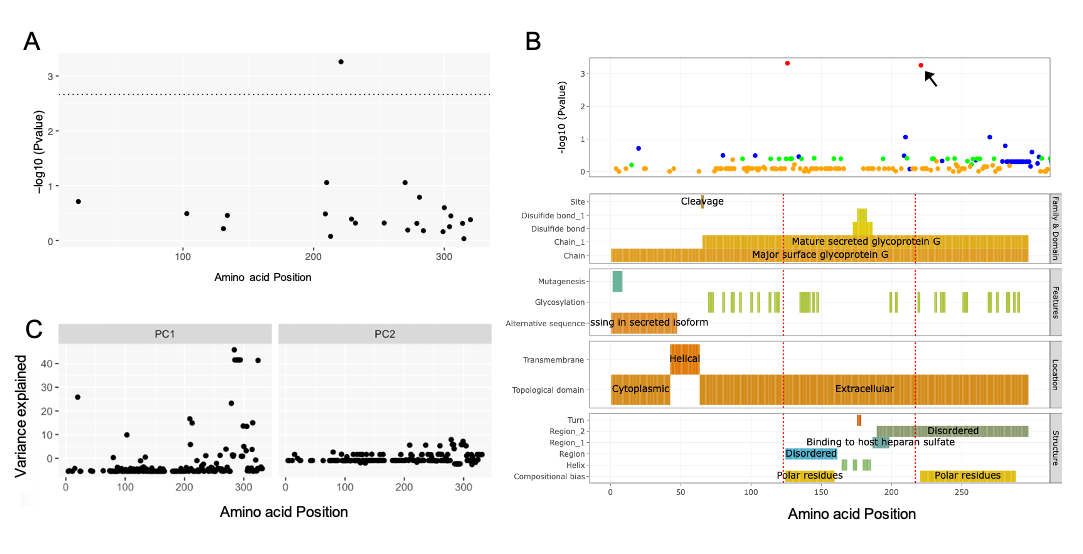 A
3
2
1
0
−log10 (Pvalue)
100
200
300
Amino acid Position
B
3
2
1
0
-log10 (Pvalue)
Site
Cleavage
Disulfide bond_1
Disulfide bond
Chain_1
Mature secreted glycoprotein G
Chain
Major surface glycoprotein G
Family & Domain
Mutagenesis
Glycosylation
Alternative sequence
ssing in secreted isoform
Features
Transmembrane
Helical
Topological domain
Cytoplasmic
Extracellular
Location
Turn
Region_2
Disordered
Region_1
Binding to host heparan sulfate
Region
Disordered
Helix
Compositional bias
Polar residues
Polar residues
Structure
0
50
100
150
200
250
Amino acid Position
C
PC1
PC2
40
30
20
10
0
Variance explained
0
100
200
300
0
100
200
300
Amino acid Position